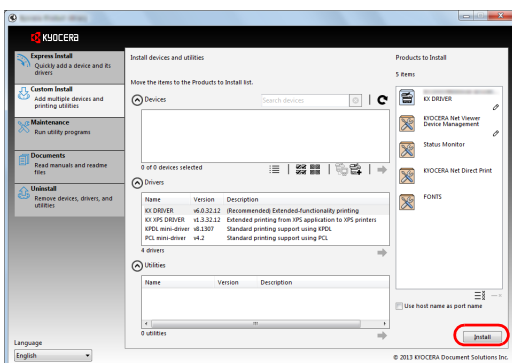 KYOCERA
Express Install
Quickly add a device and its
drivers
Custom Install
Add multiple devices and
printing utilities
Maintenance
Run utility programs
Documents
Read manuals and readme
files
Uninstall
Remove devices, drivers, and
utilities
Language
English
Install devices and utilities
Move the items to the Products to Install list.
Devices
Search devices
0 of 0 devices selected
Drivers
Name Version Description
KX DRIVER v6.0.32.12 (Recommended) Extended-functionality printing
KX XPS DRIVER v1.3.32.12 Extended printing from XPS application to XPS printers
KPDL mini-driver v8.1307 Standard printing support using KPDL
PCL mini-driver v4.2 Standard printing support using PCL
4 drivers
Utilities
Name Version Description
0 utilities
Products to Install
5 items
KX DRIVER
KYOCERA Net Viewer
Device Management
Status Monitor
KYOCERA Net Direct Print
FONTS
Use host name as port name
Install
© 2013 KYOCERA Document Solutions Inc.